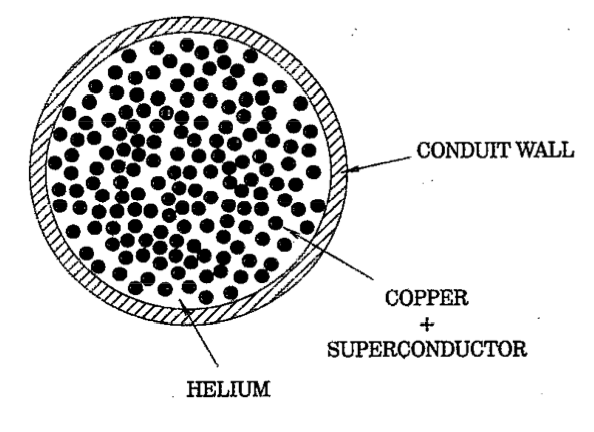 CONDUIT WALL
COPPER
+
SUPERCONDUCTOR
HELIUM